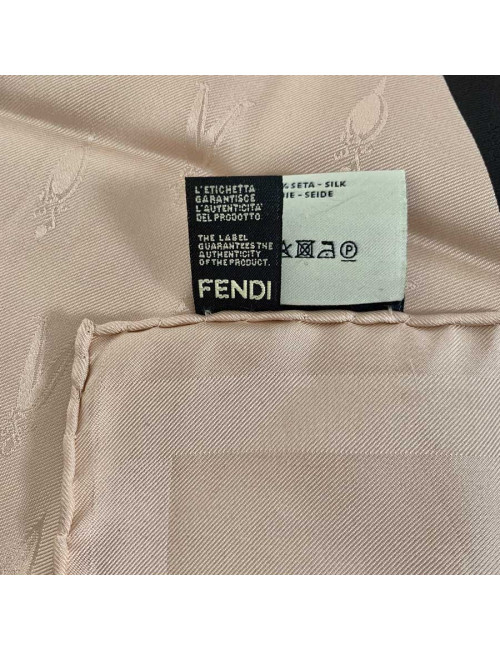 L'ETICHETTA
GARANTISCE
L'AUTENTICITA'
DEL PRODOTTO.
THE LABEL
GUARANTEES THE
AUTHENTICITY
OF THE PRODUCT.
FENDI
% SETA - SILK
IE - SEIDE
P